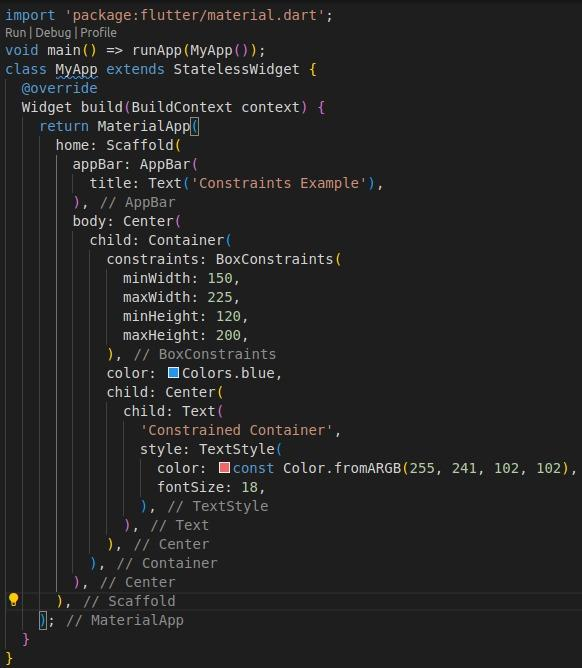 import 'package:flutter/material.dart';
Run | Debug | Profile
void main() => runApp(MyApp());
class MyApp extends StatelessWidget {
  @override
  Widget build(BuildContext context) {
    return MaterialApp(
      home: Scaffold(
        appBar: AppBar(
          title: Text('Constraints Example'),
        ), // AppBar
        body: Center(
          child: Container(
            constraints: BoxConstraints(
              minWidth: 150,
              maxWidth: 225,
              minHeight: 120,
              maxHeight: 200,
            ), // BoxConstraints
            color: Colors.blue,
            child: Center(
              child: Text(
                'Constrained Container',
                style: TextStyle(
                  color: const Color.fromARGB(255, 241, 102, 102),
                  fontSize: 18,
                ), // TextStyle
              ), // Text
            ), // Center
          ), // Container
        ), // Center
      ), // Scaffold
    ); // MaterialApp
  }
}